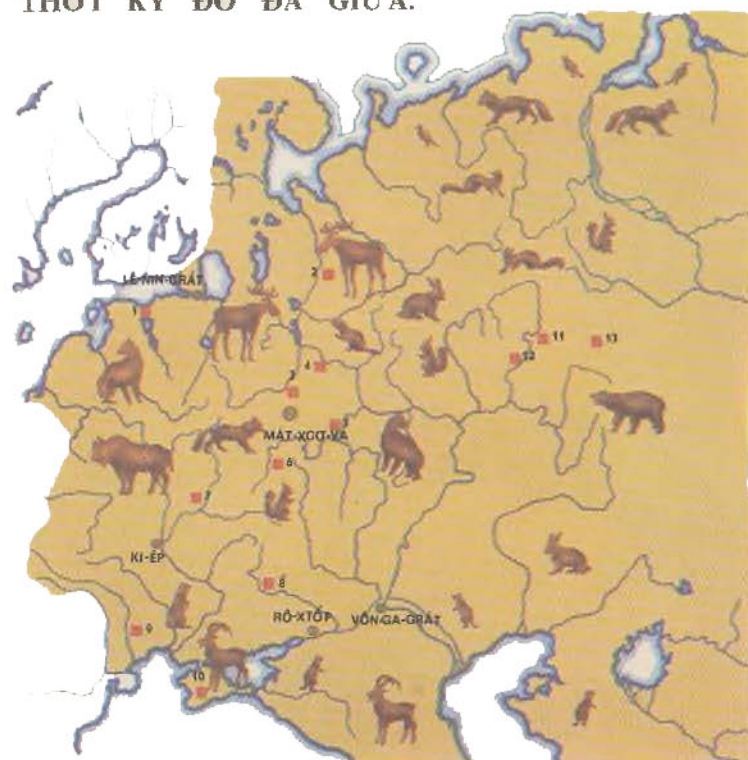 THỜI KỲ ĐỒ ĐÁ GIỮA.
LÊ-NIN-GRÁT
2
1
11
13
12
4
3
5
MÁT-XCƠ-VA
6
7
KI-ÉP
8
RÔ-XTỐP
VÔN-GA-GRÁT
9
10